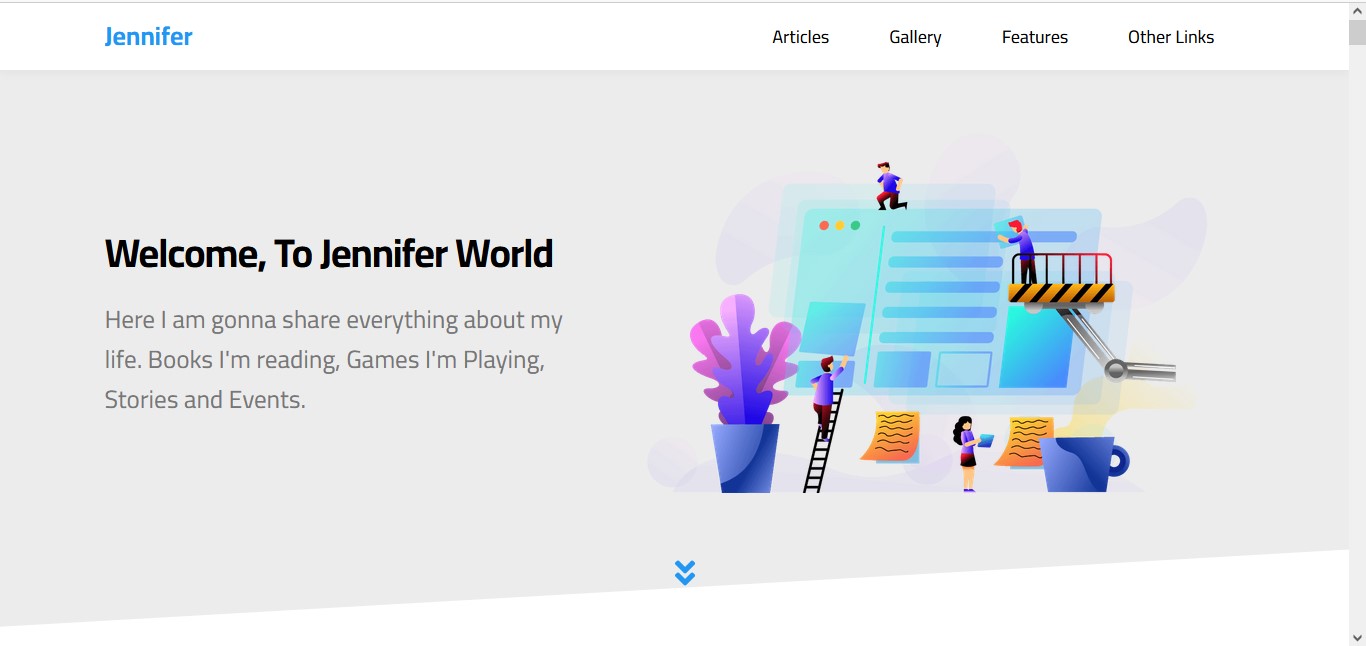 Jennifer
Articles
Gallery
Features
Other Links
Welcome, To Jennifer World
Here I am gonna share everything about my
life. Books I'm reading, Games I'm Playing,
Stories and Events.